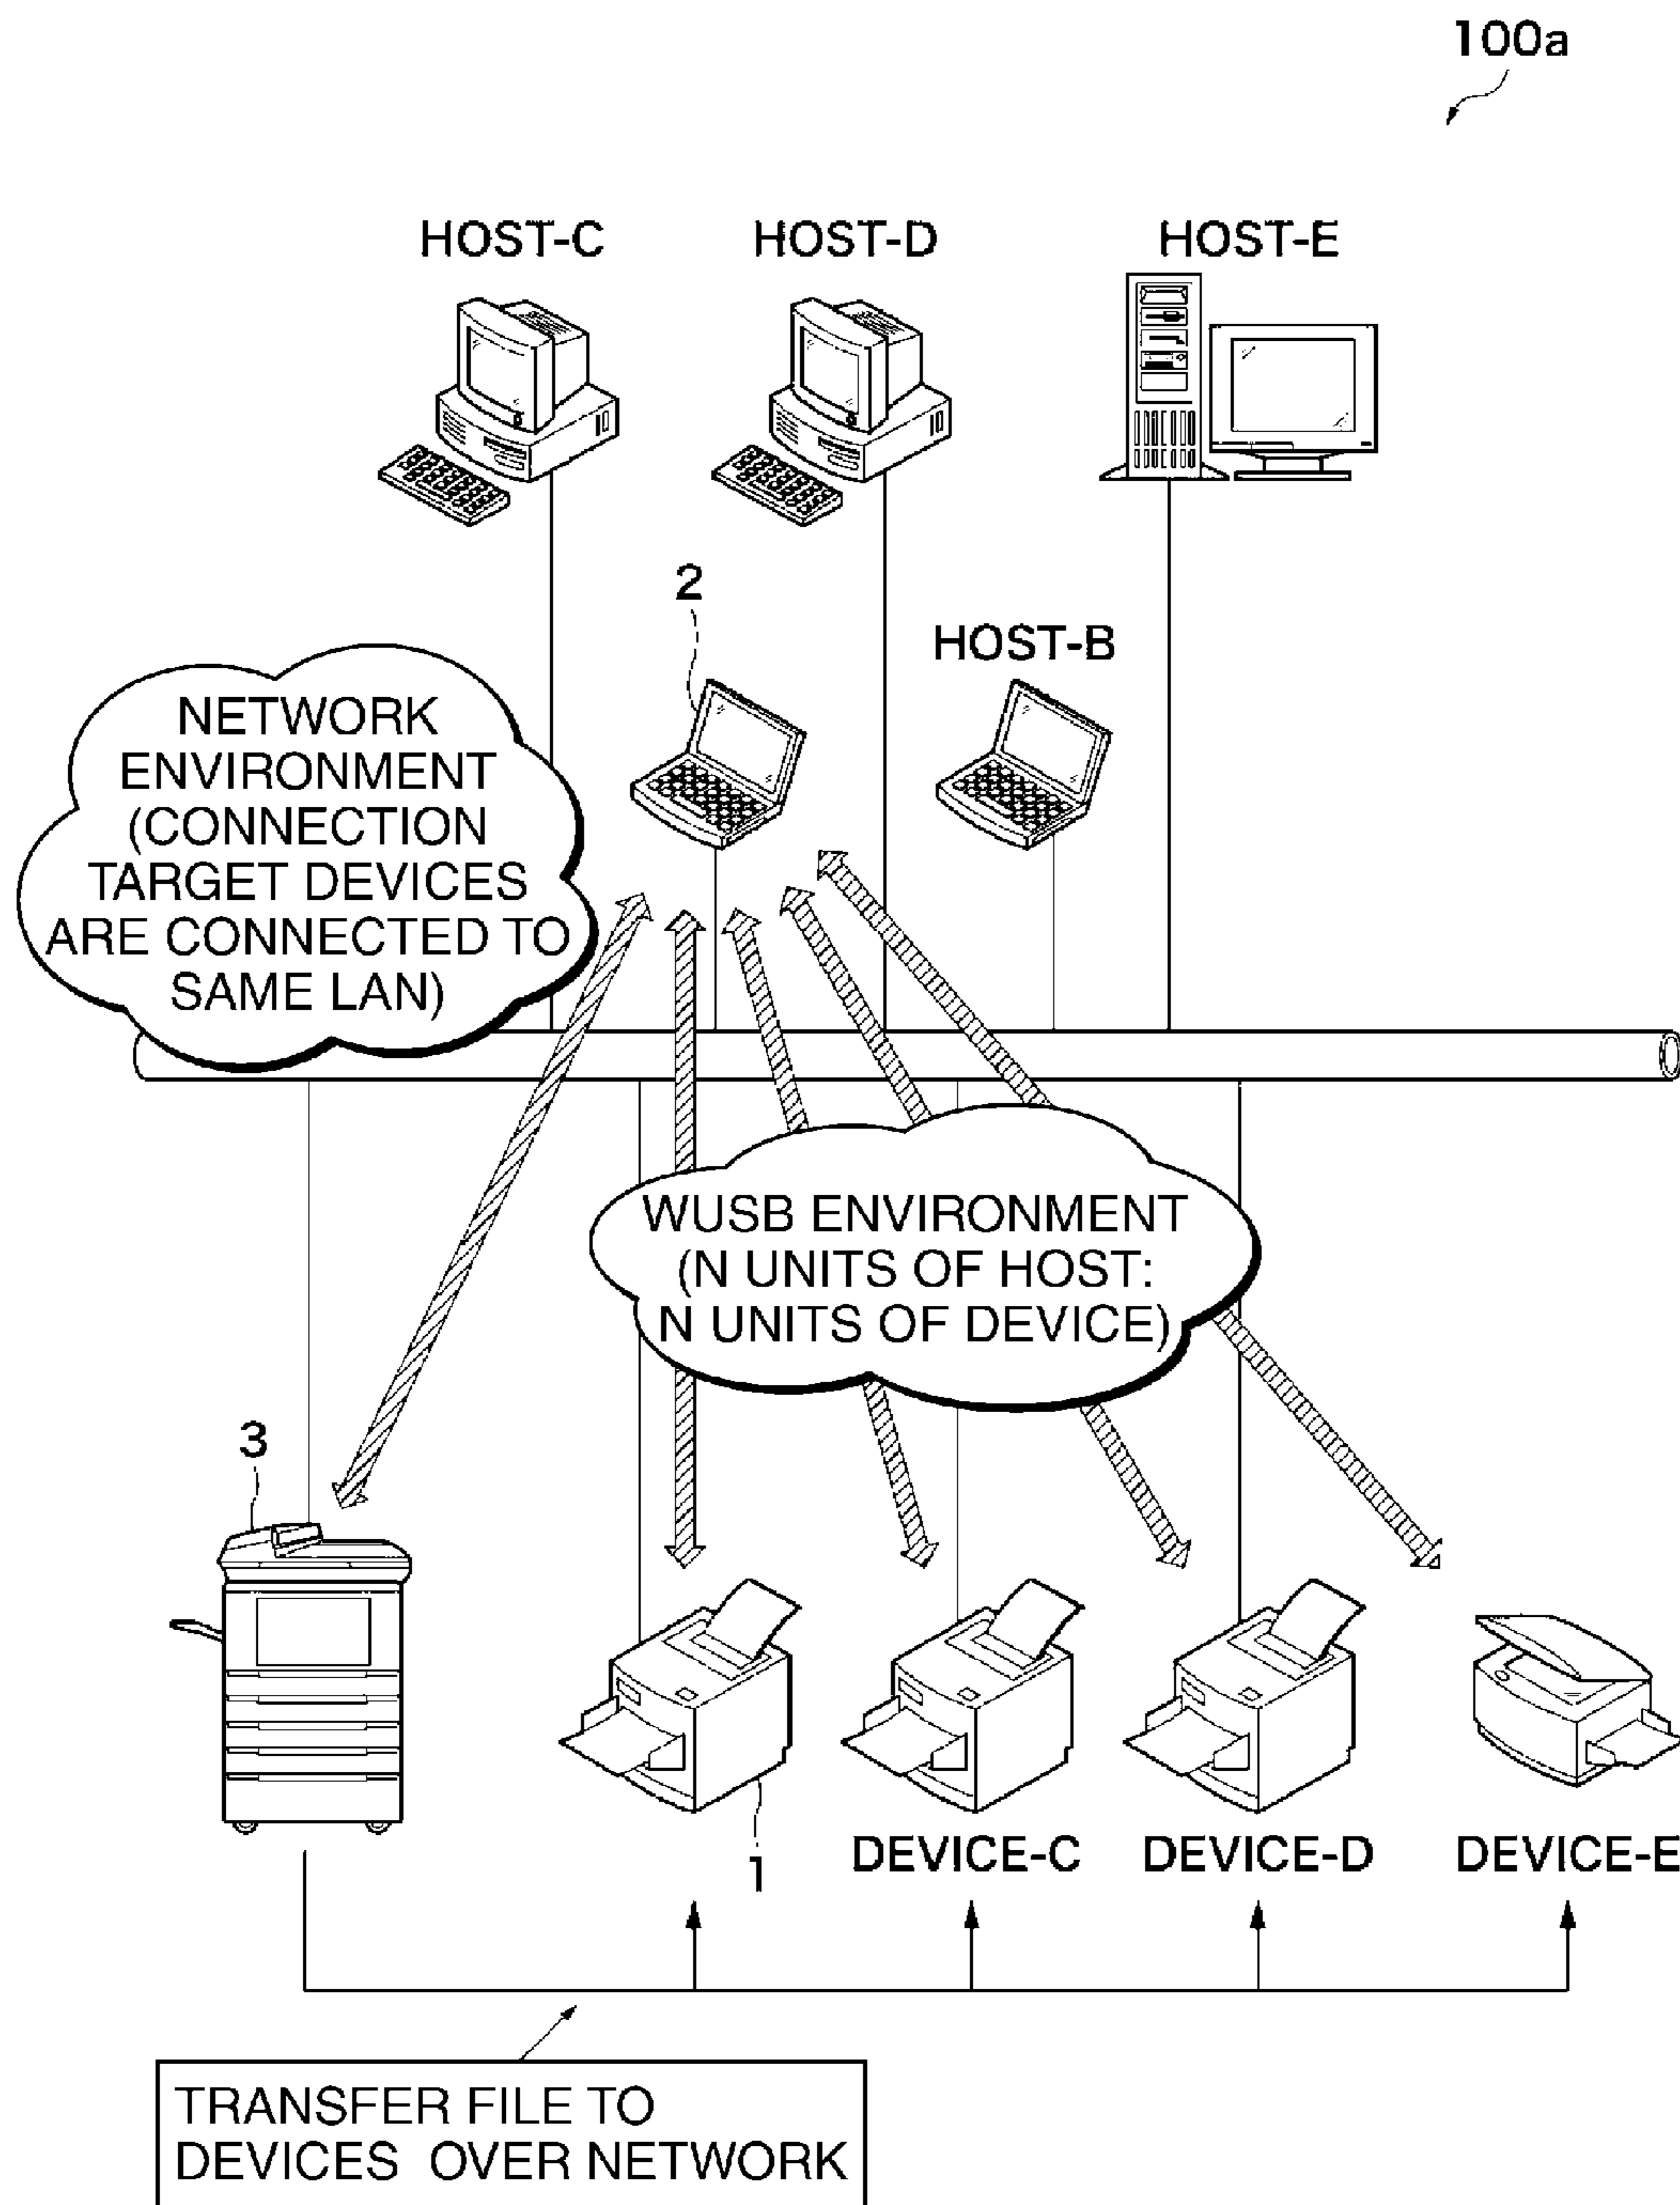 100a
HOST-C HOST-D HOST-E
2
HOST-B
NETWORK
ENVIRONMENT
(CONNECTION
TARGET DEVICES
ARE CONNECTED TO
SAME LAN)
WUSB ENVIRONMENT
(N UNITS OF HOST:
N UNITS OF DEVICE)
3
1
DEVICE-C DEVICE-D DEVICE-E
TRANSFER FILE TO
DEVICES OVER NETWORK